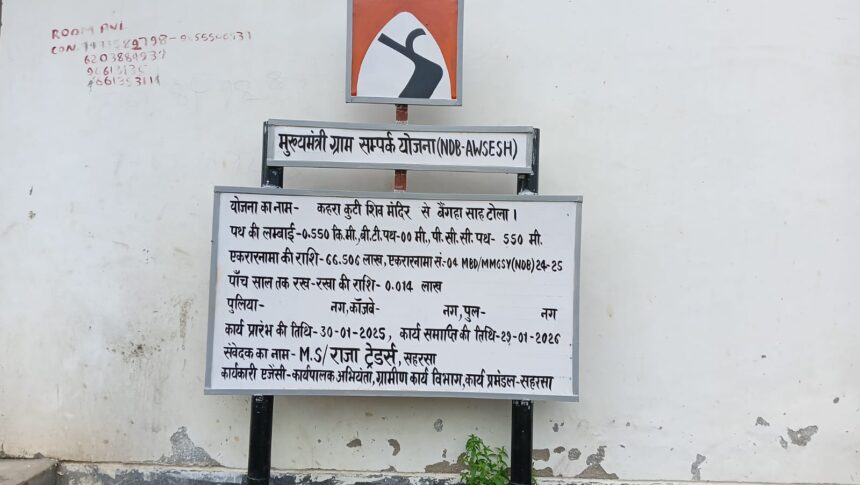 ROOM AVI
CON.
मुख्यमंत्री ग्राम सम्पर्क योजना(NDB-AWSESH)
योजना का नाम- कहरा कुटी शिव मंदिर से बैंगहा साह टोला।
पथ की लम्बाई-0.550 कि.मी.,बी.टी.पथ-00 मी., पी.सी.सी.पथ- 550 मी.
एकरारनामा की राशि-66.506 लाख, एकरारनामा सं:-04 MBD/MMGSY(NDB)24-25
पाँच साल तक रख-रखा की राशि- 0.014 लाख
पुलिया- नग,कॉजवे- नग,पुल- नग
कार्य प्रारंभ की तिथि-30-01-2025, कार्य समाप्ति की तिथि-29-01-2026
संवेदक का नाम- M.S/राजा ट्रेडर्स, सहरसा
कार्यकारी एजेंसी-कार्यपालक अभियंता,ग्रामीण कार्य विभाग,कार्य प्रमंडल-सहरसा